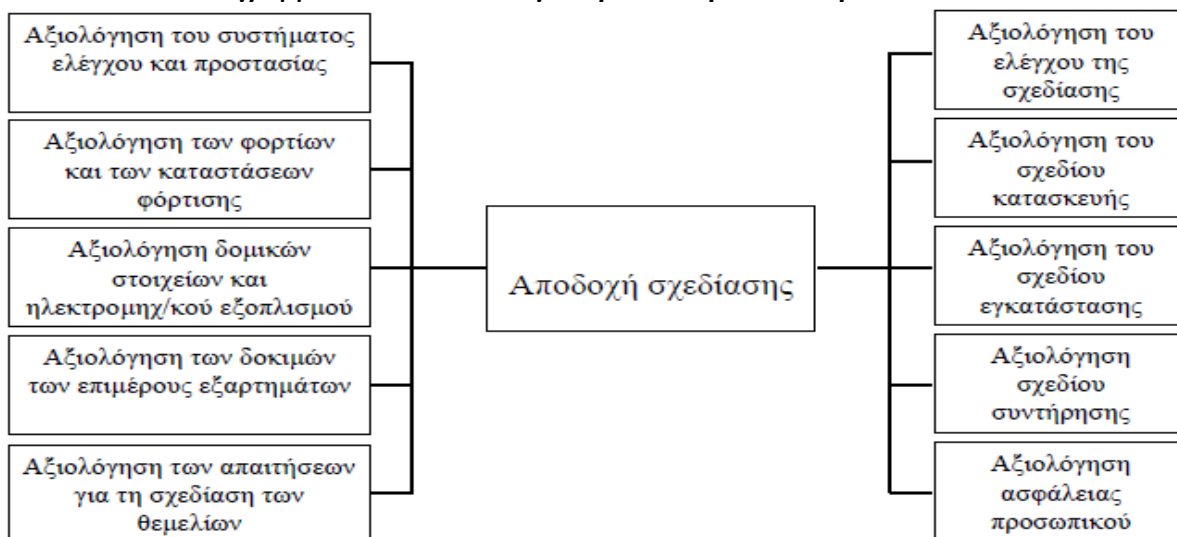 Αξιολόγηση του συστήματος
ελέγχου και προστασίας
Αξιολόγηση των φορτίων
και των καταστάσεων
φόρτισης
Αξιολόγηση δομικών
στοιχείων και
ηλεκτρομηχ/κού εξοπλισμού
Αξιολόγηση των δοκιμών
των επιμέρους εξαρτημάτων
Αξιολόγηση των απαιτήσεων
για τη σχεδίαση των
θεμελίων
Αποδοχή σχεδίασης
Αξιολόγηση του
ελέγχου της
σχεδίασης
Αξιολόγηση του
σχεδίου
κατασκευής
Αξιολόγηση του
σχεδίου
εγκατάστασης
Αξιολόγηση
σχεδίου
συντήρησης
Αξιολόγηση
ασφάλειας
προσωπικού